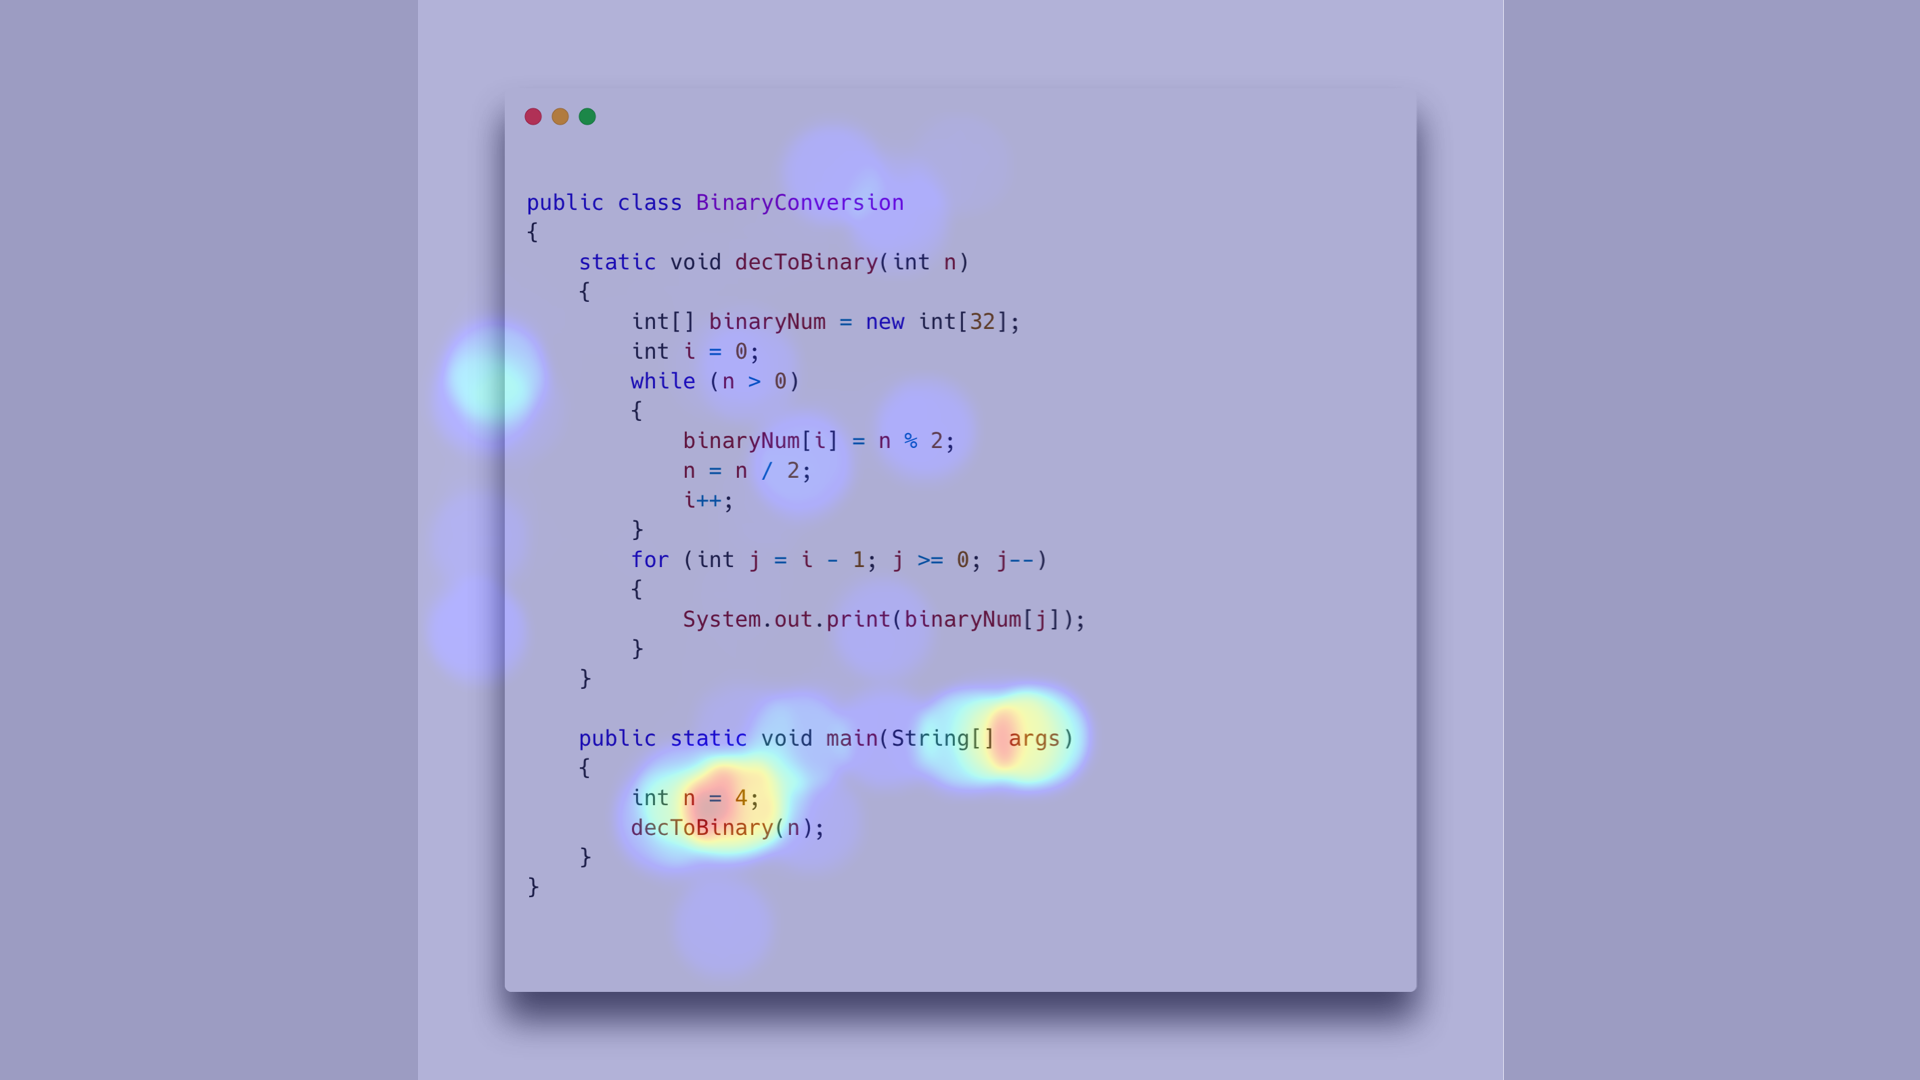 public class BinaryConversion
{
    static void decToBinary(int n)
    {
        int[] binaryNum = new int[32];
        int i = 0;
        while (n > 0)
        {
            binaryNum[i] = n % 2;
            n = n / 2;
            i++;
        }
        for (int j = i - 1; j >= 0; j--)
        {
            System.out.print(binaryNum[j]);
        }
    }

    public static void main(String[] args)
    {
        int n = 4;
        decToBinary(n);
    }
}